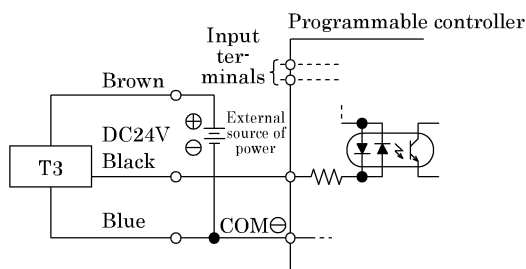 Programmable controller
Input
ter-
minals
Brown
⊕
External
DC24V
source of
⊖
power
Black
T3
Blue
COM⊖